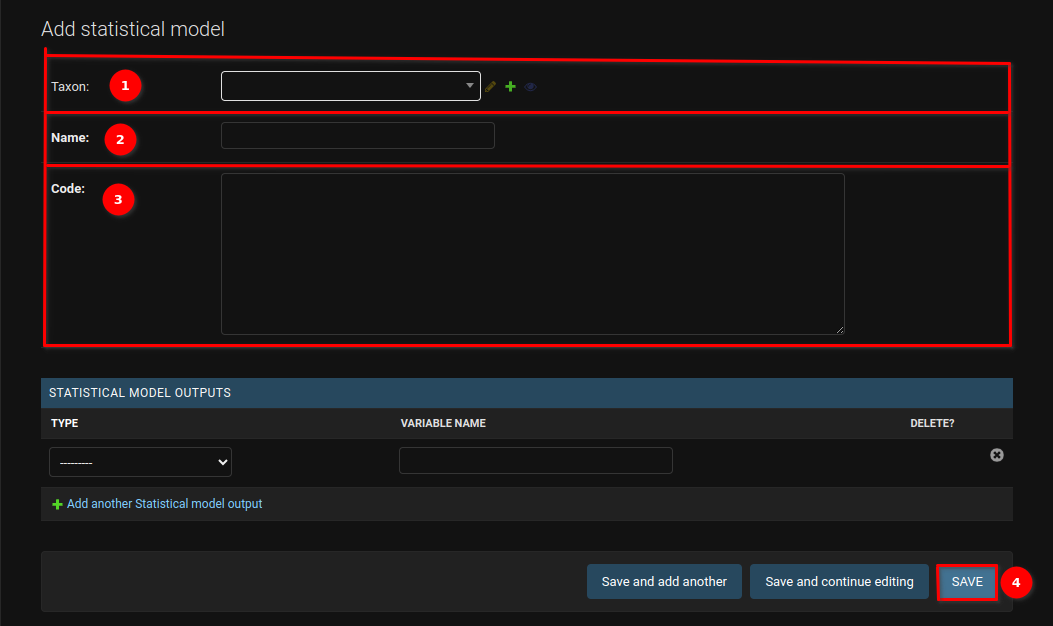 Add statistical model
Taxon: 1
Name: 2
Code: 3
STATISTICAL MODEL OUTPUTS
TYPE VARIABLE NAME DELETE?
---------
Add another Statistical model output
Save and add another Save and continue editing SAVE 4